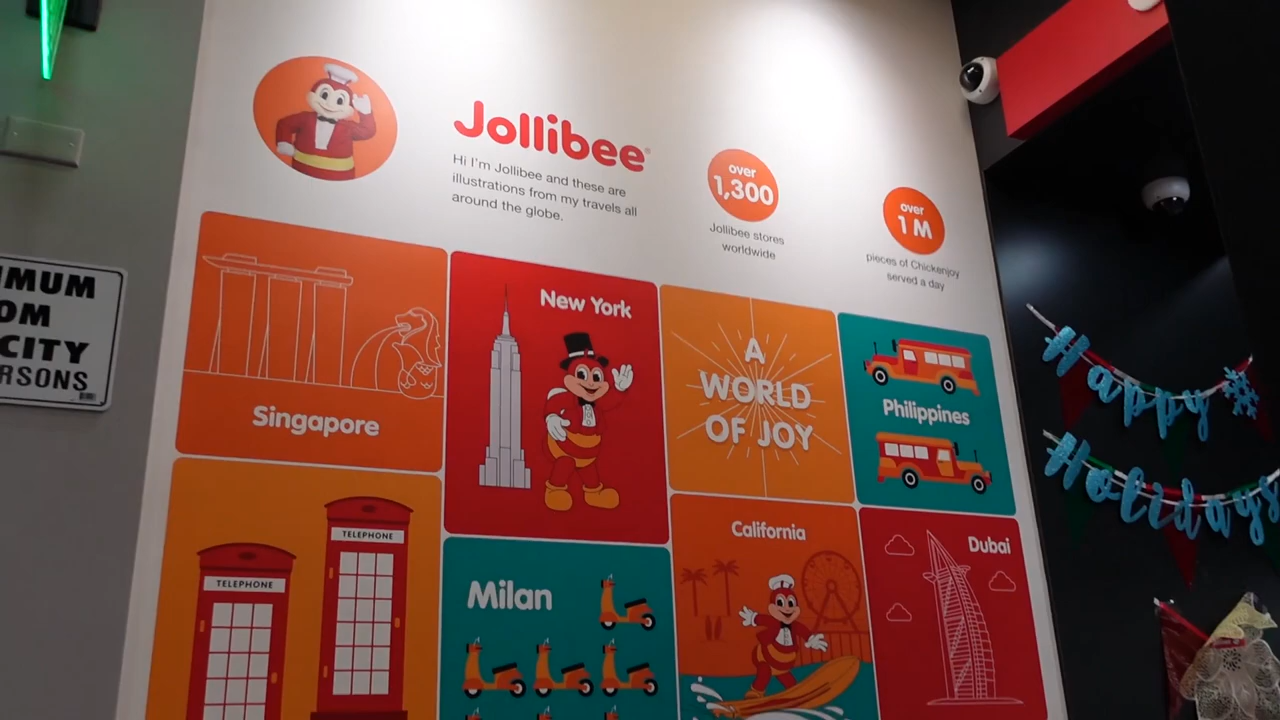 Jollibee
Hi I'm Jollibee and these are
illustrations from my travels all
around the globe.
over
1,300
Jollibee stores
worldwide
over
1 M
pieces of Chickenjoy
served a day
Singapore
New York
A
WORLD
OF JOY
Philippines
TELEPHONE
TELEPHONE
Milan
California
Dubai
IMUM
OM
CITY
RSONS
Happy
Holidays